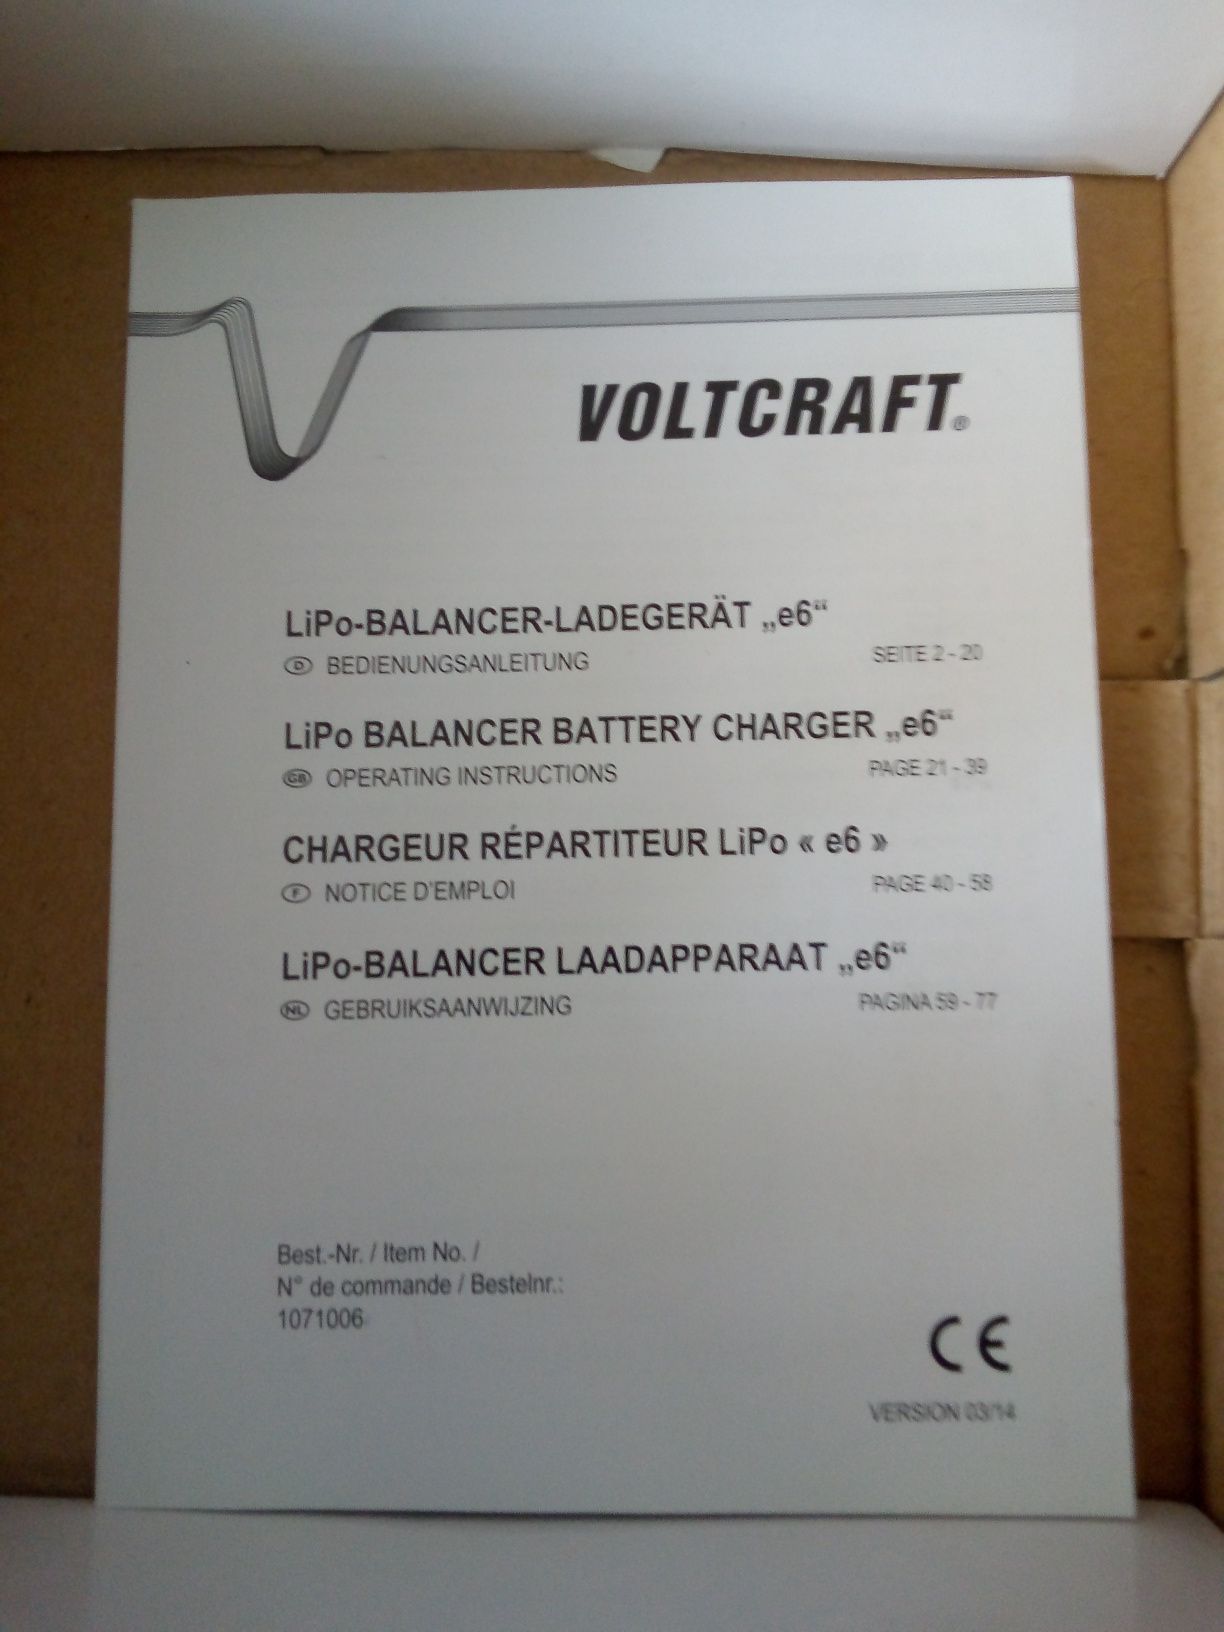 VOLTCRAFT®
LiPo-BALANCER-LADEGERÄT „e6“
D BEDIENUNGSANLEITUNG SEITE 2 - 20
LiPo BALANCER BATTERY CHARGER „e6“
GB OPERATING INSTRUCTIONS PAGE 21 - 39
CHARGEUR RÉPARTITEUR LiPo « e6 »
F NOTICE D'EMPLOI PAGE 40 - 58
LiPo-BALANCER LAADAPPARAAT „e6“
NL GEBRUIKSAANWIJZING PAGINA 59 - 77
Best.-Nr. / Item No. /
N° de commande / Bestelnr.:
1071006
CE
VERSION 03/14